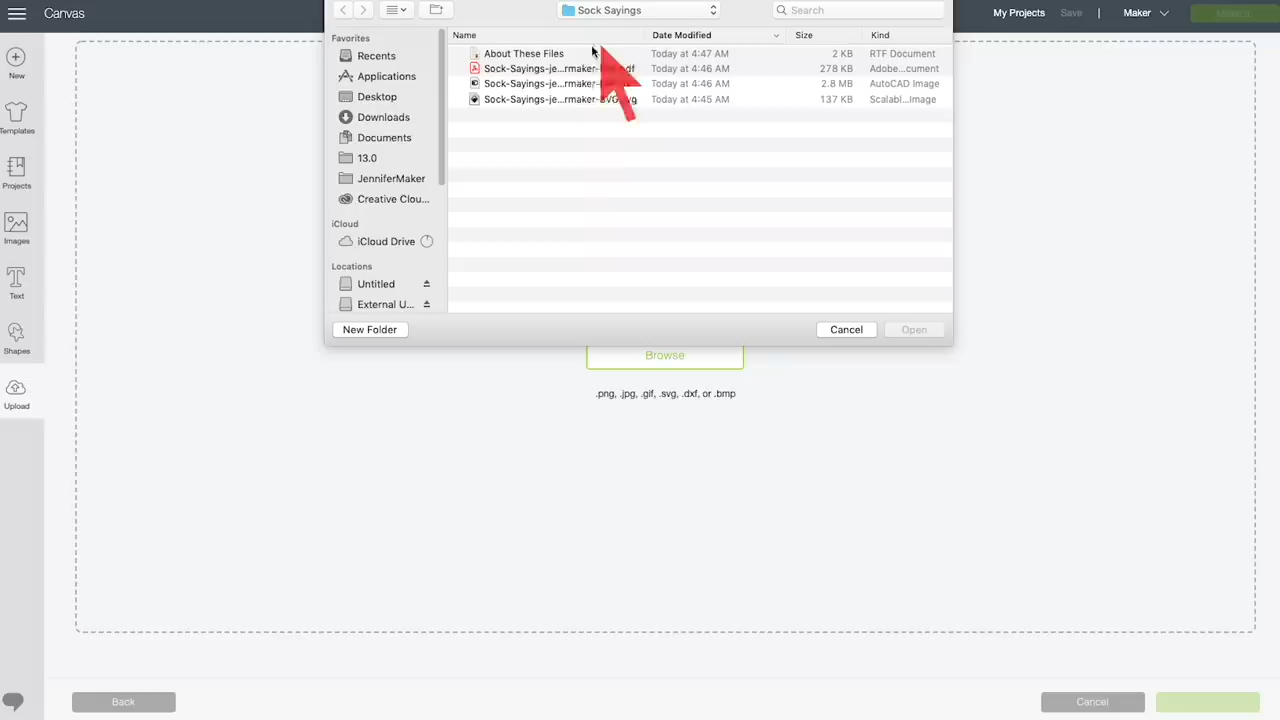 Canvas
Sock Sayings
Search
My Projects Save | Maker
Name Date Modified Size Kind
Favorites
Recents
Applications
Desktop
Downloads
Documents
13.0
JenniferMaker
Creative Clou...
iCloud
iCloud Drive
Locations
Untitled
External U...
About These Files Today at 4:47 AM 2 KB RTF Document
Sock-Sayings-je...rmaker- Today at 4:46 AM 278 KB Adobe...cument
Sock-Sayings-je...rmaker- Today at 4:46 AM 2.8 MB AutoCAD Image
Sock-Sayings-je...rmaker-SVG.svg Today at 4:45 AM 137 KB Scalabl...Image
New Folder Cancel Open
New
Templates
Projects
Images
Text
Shapes
Upload
Browse
.png, .jpg, .gif, .svg, .dxf, or .bmp
Back Cancel